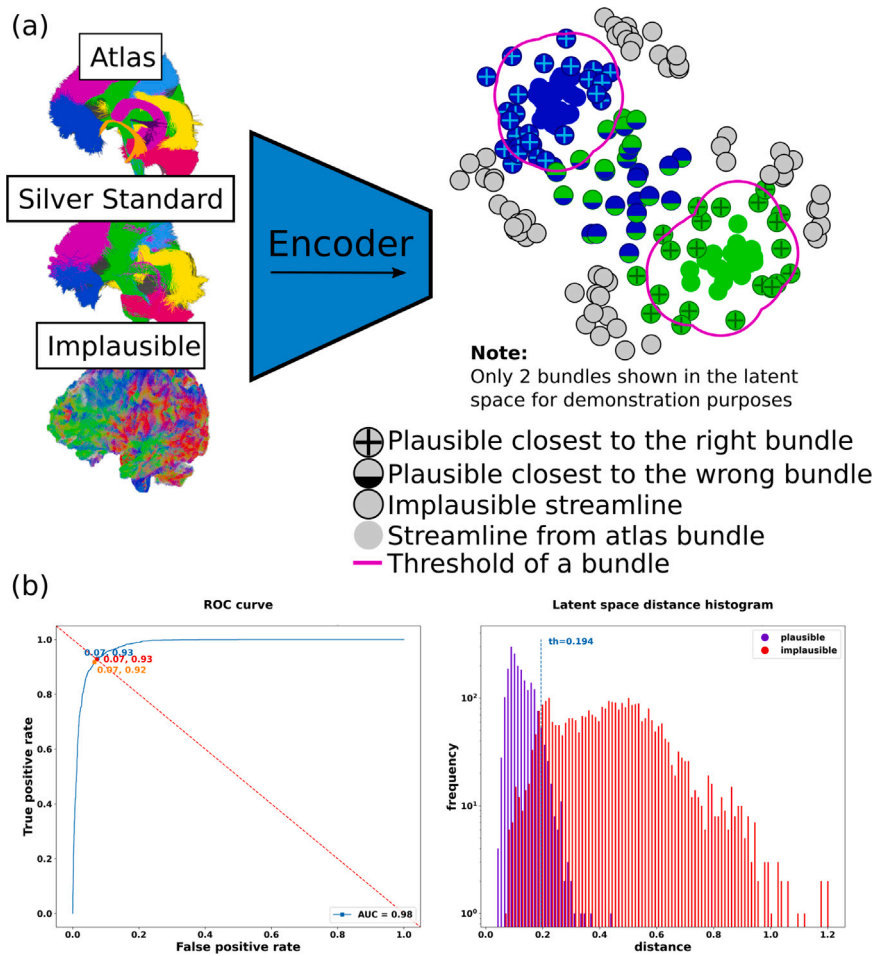 (a)
Atlas
Silver Standard
Implausible
Encoder
Note:
Only 2 bundles shown in the latent
space for demonstration purposes
Plausible closest to the right bundle
Plausible closest to the wrong bundle
Implausible streamline
Streamline from atlas bundle
Threshold of a bundle
(b)
ROC curve
1.0
0.8
0.6
0.4
0.2
0.0
True positive rate
0.07, 0.93
0.07, 0.93
0.07, 0.92
AUC = 0.98
0.0 0.2 0.4 0.6 0.8 1.0
False positive rate
Latent space distance histogram
th=0.194
plausible
implausible
10²
10¹
10⁰
frequency
0.0 0.2 0.4 0.6 0.8 1.0 1.2
distance